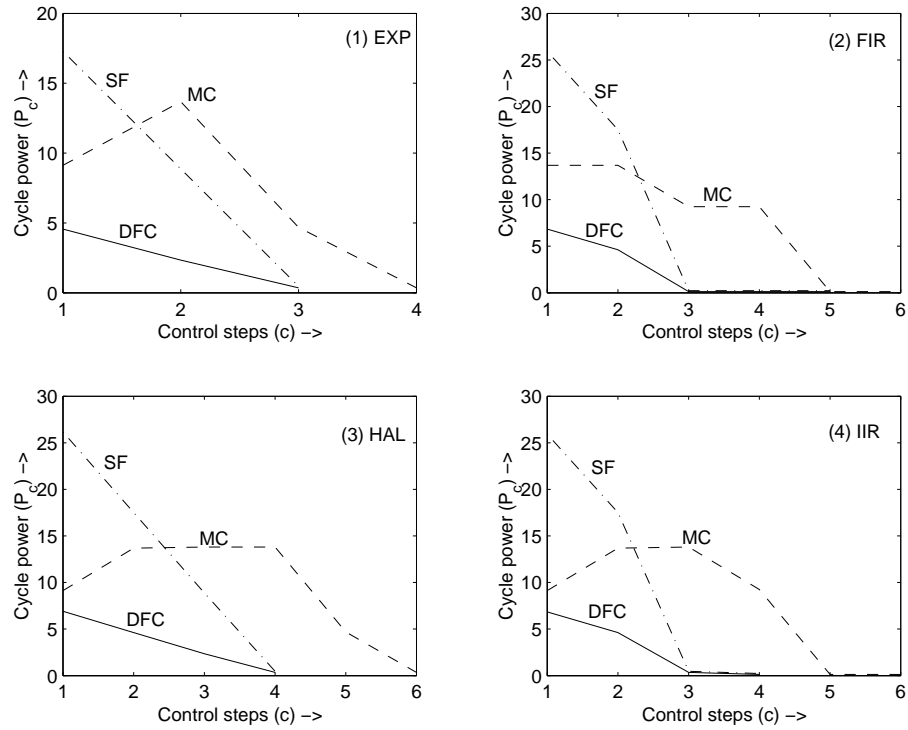 20
15
10
5
0
Cycle power (P_c) −>
(1) EXP
SF
MC
DFC
1 2 3 4
Control steps (c) −>
30
25
20
15
10
5
0
Cycle power (P_c) −>
(2) FIR
SF
MC
DFC
1 2 3 4 5 6
Control steps (c) −>
30
25
20
15
10
5
0
Cycle power (P_c) −>
(3) HAL
SF
MC
DFC
1 2 3 4 5 6
Control steps (c) −>
30
25
20
15
10
5
0
Cycle power (P_c) −>
(4) IIR
SF
MC
DFC
1 2 3 4 5 6
Control steps (c) −>